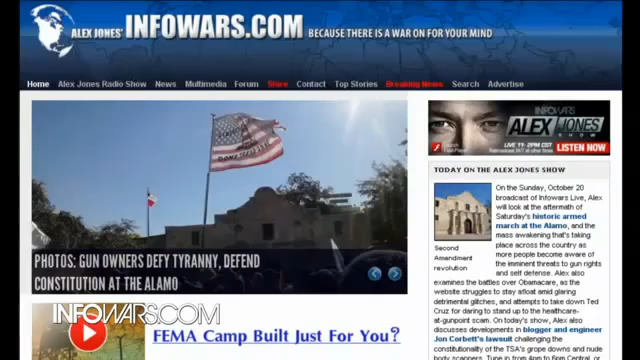 ALEX JONES' INFOWARS.COM BECAUSE THERE IS A WAR ON FOR YOUR MIND
Home Alex Jones Radio Show News Multimedia Forum Store Contact Top Stories Breaking News Search Advertise
PHOTOS: GUN OWNERS DEFY TYRANNY, DEFEND
CONSTITUTION AT THE ALAMO
INFOWARS.COM
FEMA Camp Built Just For You?
INFOWARS
ALEX JONES
SHOW
LIVE 11-2PM CST
LISTEN NOW
TODAY ON THE ALEX JONES SHOW
Second
Amendment
revolution
On the Sunday, October 20
broadcast of Infowars Live, Alex
will look at the aftermath of
Saturday's historic armed
march at the Alamo, and the
mass awakening that's taking
place across the country as
more people become aware of
the imminent threats to gun rights
and self defense. Alex also
examines the battles over Obamacare, as the
website struggles to stay afloat amid glaring
detrimental glitches, and attempts to take down Ted
Cruz for daring to stand up to the healthcare-
at-gunpoint scam. On today's show, Alex also
discusses developments in blogger and engineer
Jon Corbett's lawsuit challenging the
constitutionality of the TSA's grope downs and nude
body scanners. Tune in from 4pm to 6pm Central, or